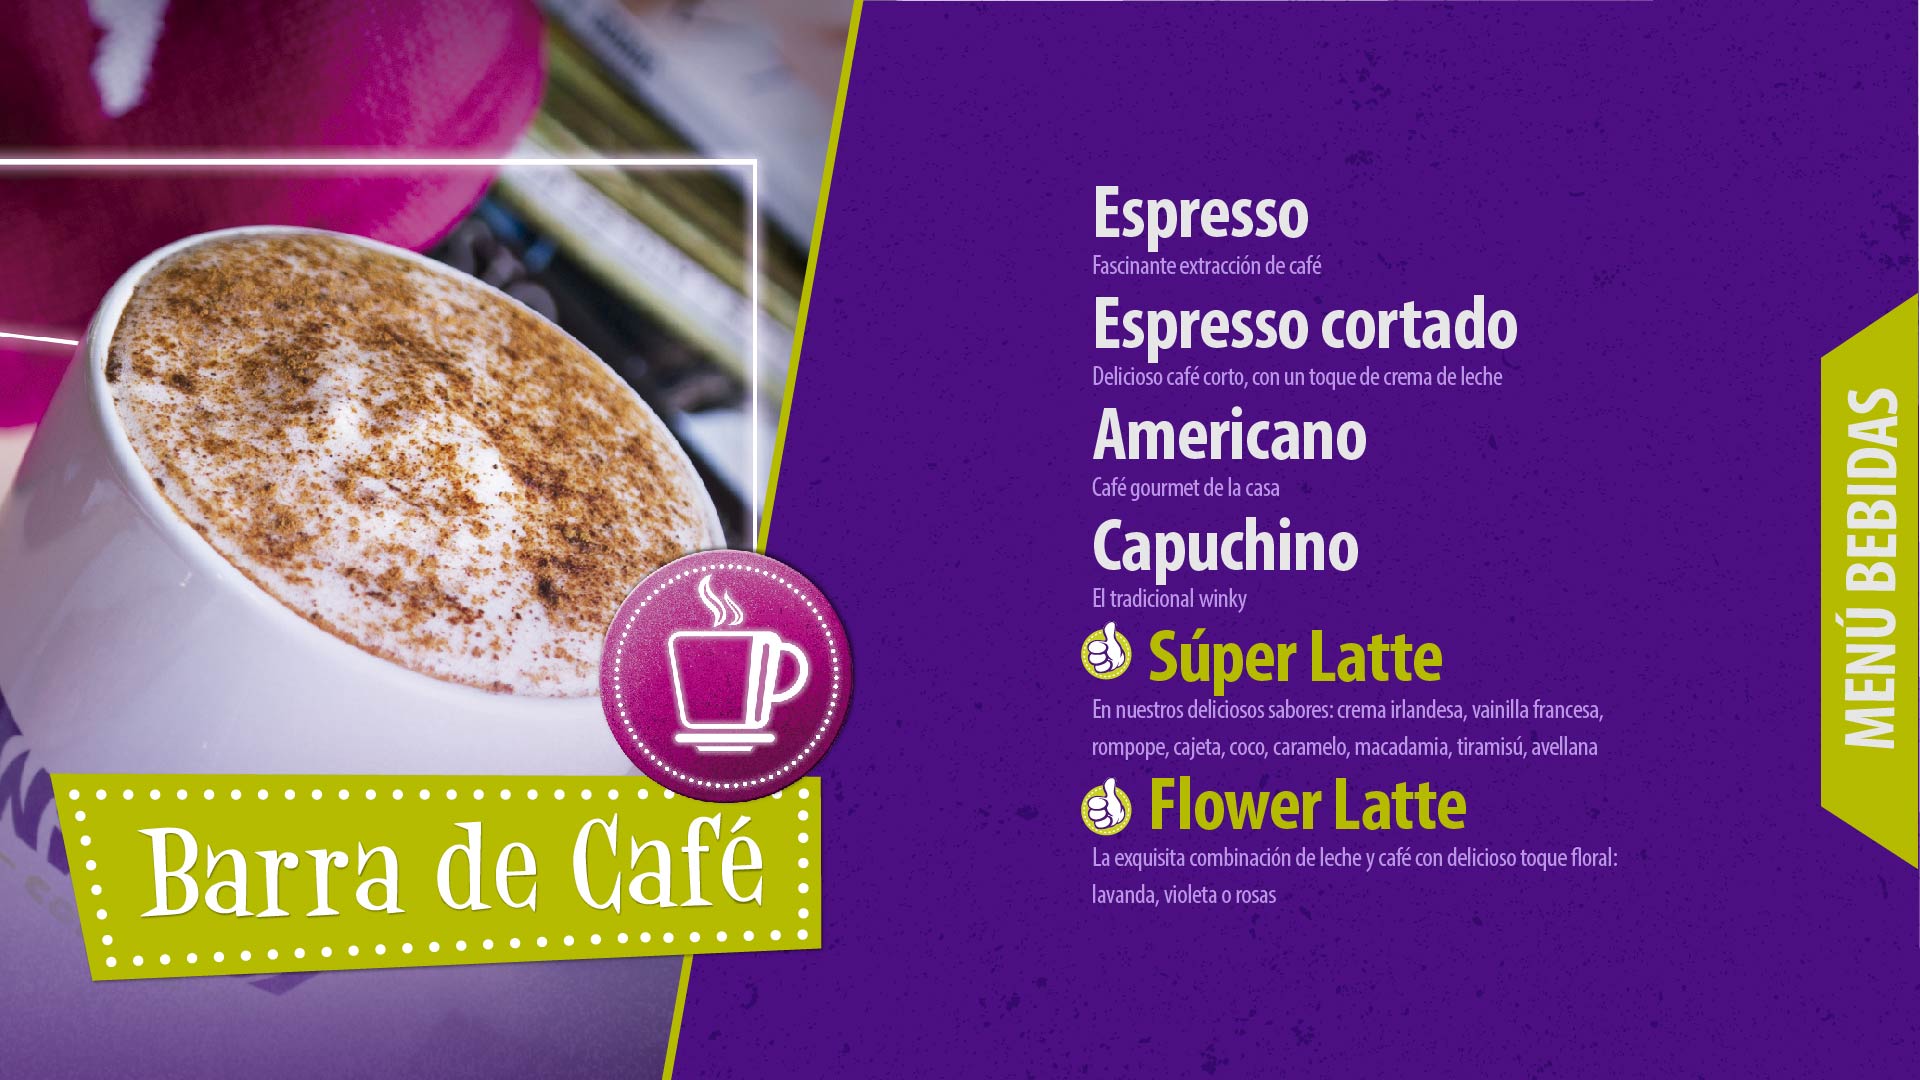 Espresso
Fascinante extracción de café
Espresso cortado
Delicioso café corto, con un toque de crema de leche
Americano
Café gourmet de la casa
Capuchino
El tradicional winky
Súper Latte
En nuestros deliciosos sabores: crema irlandesa, vainilla francesa,
rompope, cajeta, coco, caramelo, macadamia, tiramisú, avellana
Flower Latte
La exquisita combinación de leche y café con delicioso toque floral:
lavanda, violeta o rosas
Barra de Café
MENÚ BEBIDAS